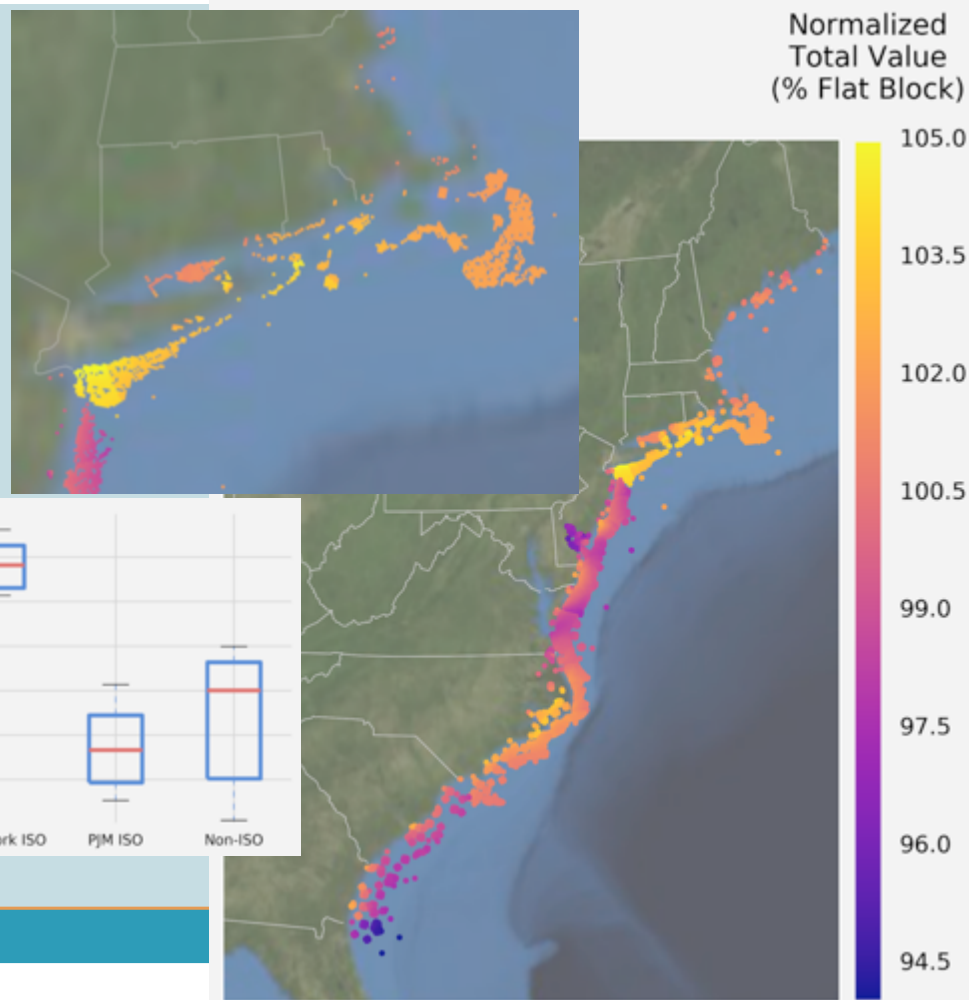 Normalized
Total Value
(% Flat Block)
105.0
103.5
102.0
100.5
99.0
97.5
96.0
94.5
rk ISO
PJM ISO
Non-ISO